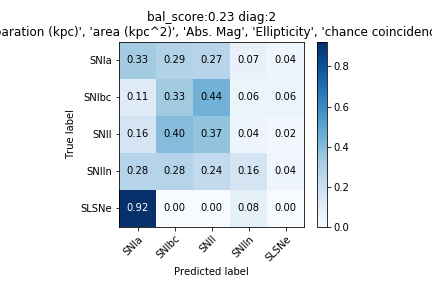 bal_score:0.23 diag:2
(kpc)', 'area (kpc^2)', 'Abs. Mag', 'Ellipticity', 'chance
SNIa 0.33 0.29 0.27 0.07 0.04
SNIbc 0.11 0.33 0.44 0.06 0.06
SNII 0.16 0.40 0.37 0.04 0.02
SNIIn 0.28 0.28 0.24 0.16 0.04
SLSNe 0.92 0.00 0.00 0.08 0.00
True label
SNIa SNIbc SNII SNIIn SLSNe
Predicted label
0.8
0.6
0.4
0.2
0.0